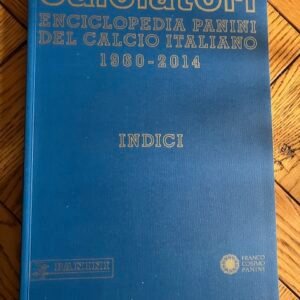 Calciatori
ENCICLOPEDIA PANINI
DEL CALCIO ITALIANO
1960-2014
INDICI
PANINI
FRANCO
COSIMO
PANINI